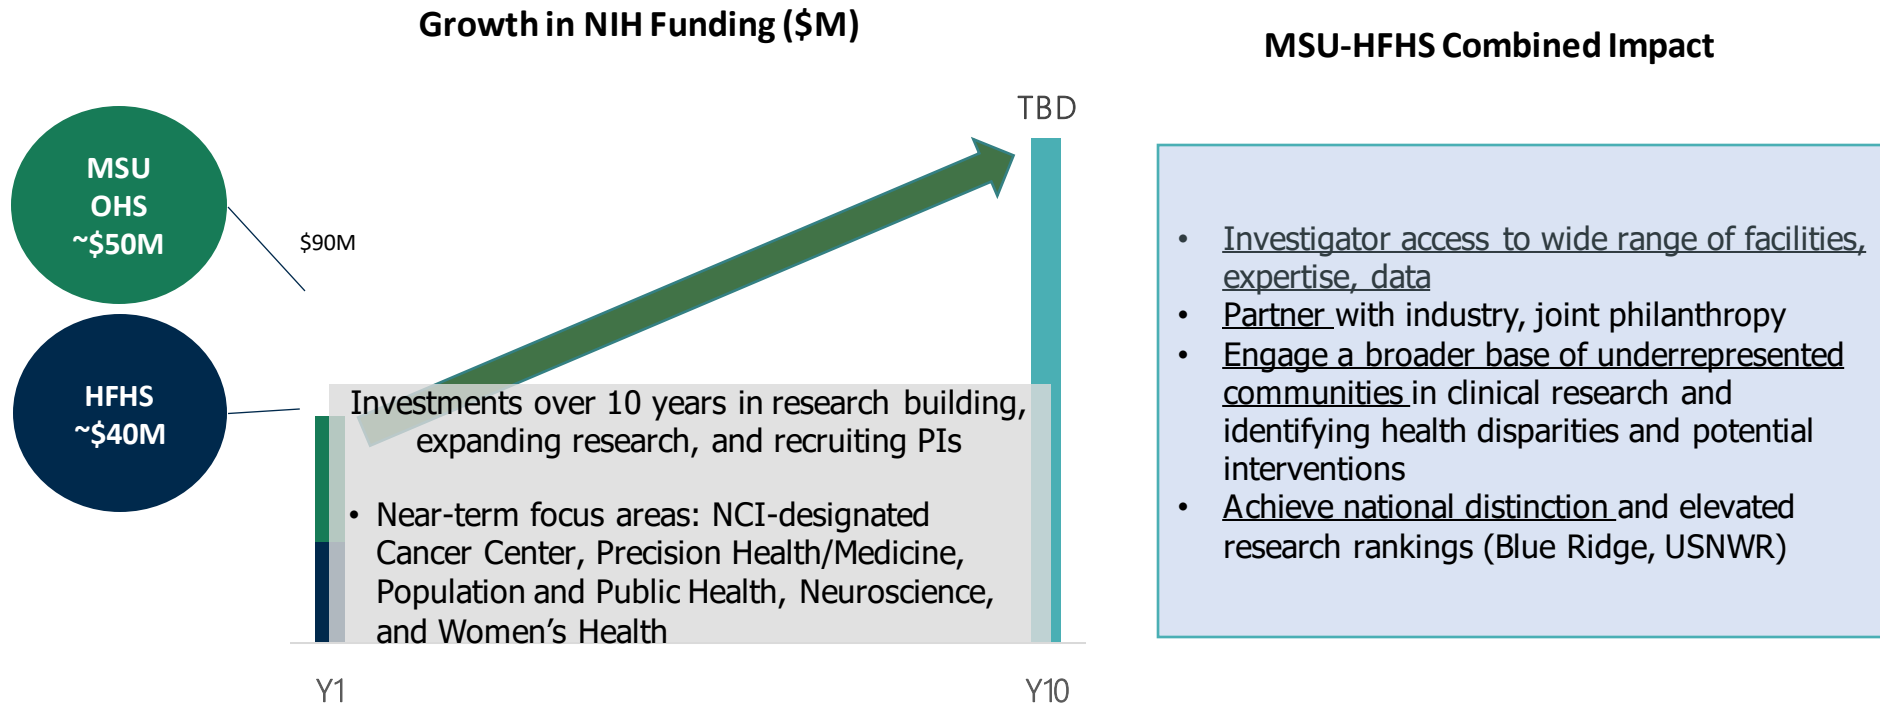 Growth in NIH Funding ($M)
MSU
OHS
~$50M
HFHS
~$40M
$90M
TBD
Investments over 10 years in research building,
expanding research, and recruiting PIs
• Near-term focus areas: NCI-designated
Cancer Center, Precision Health/Medicine,
Population and Public Health, Neuroscience,
and Women’s Health
Y1
Y10
MSU-HFHS Combined Impact
• Investigator access to wide range of facilities,
expertise, data
• Partner with industry, joint philanthropy
• Engage a broader base of underrepresented
communities in clinical research and
identifying health disparities and potential
interventions
• Achieve national distinction and elevated
research rankings (Blue Ridge, USNWR)